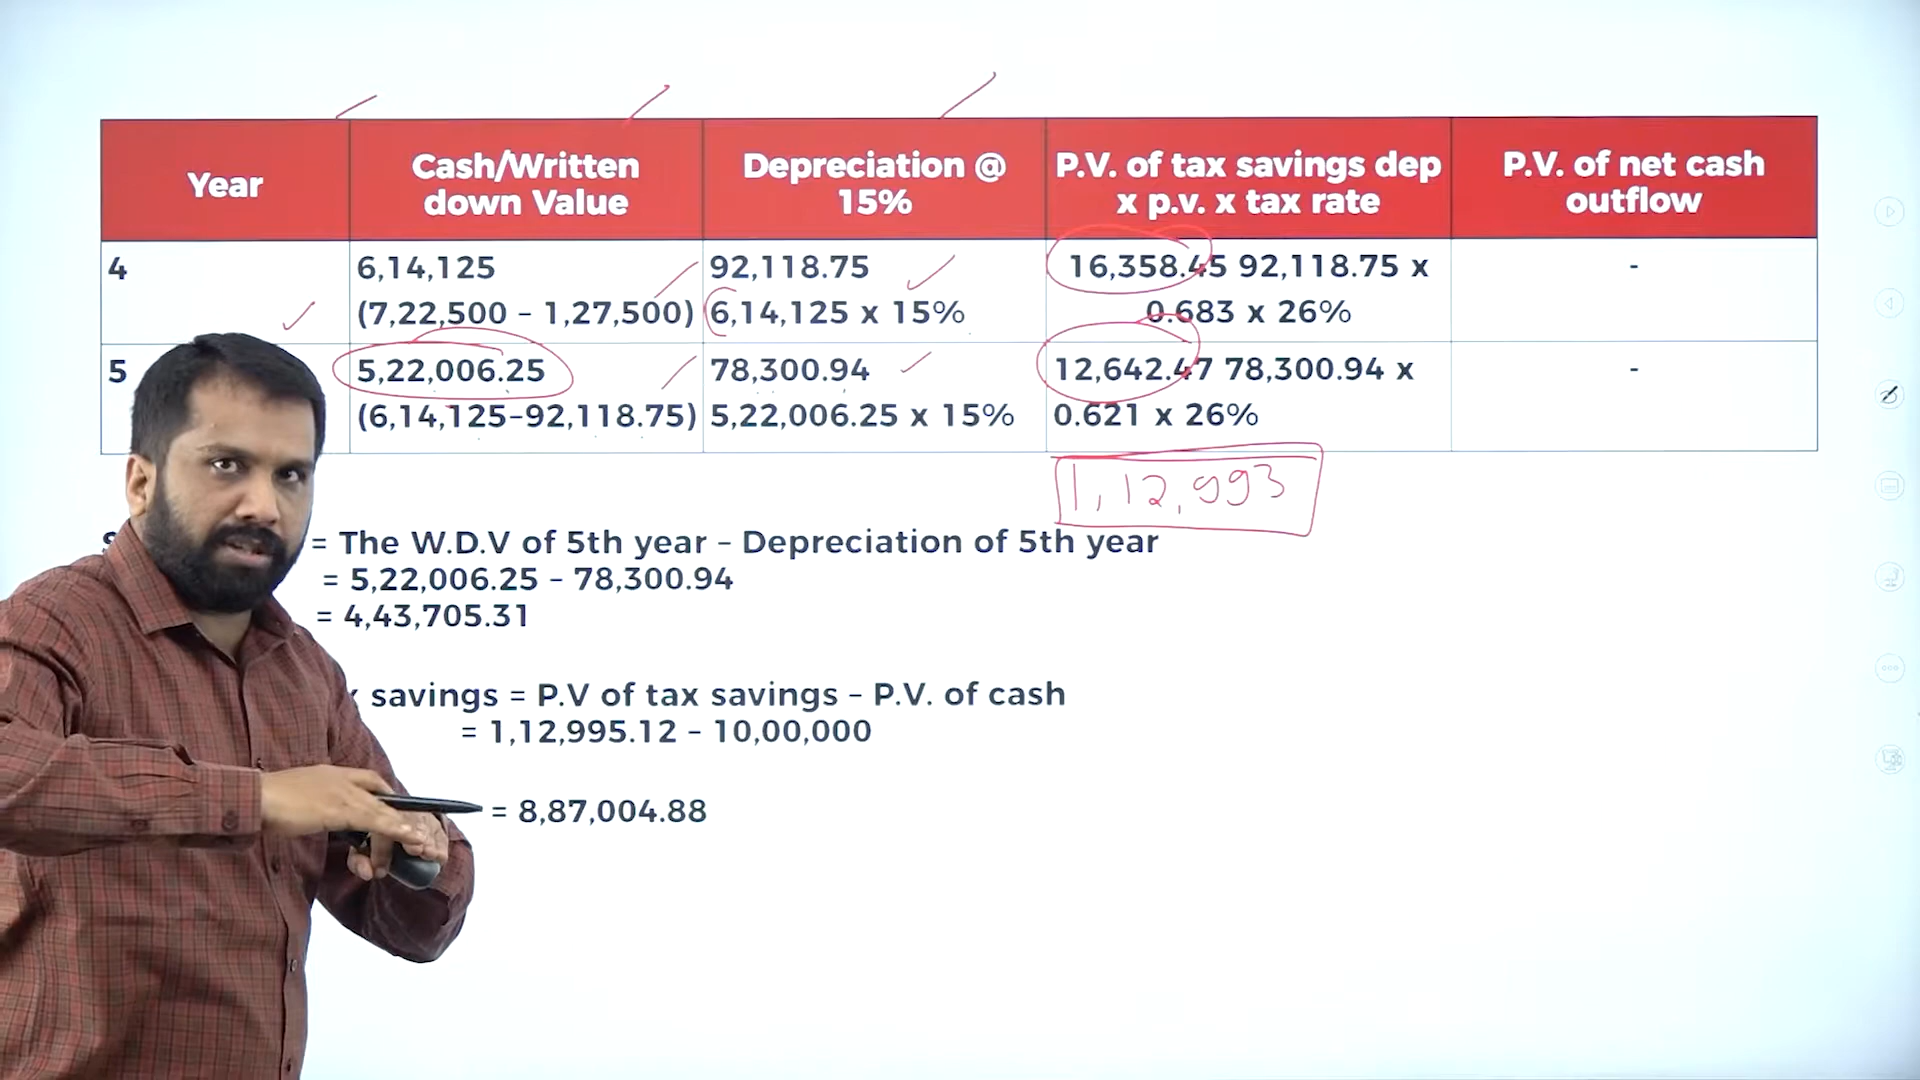 Year
Cash/Written
down Value
Depreciation @
15%
P.V. of tax savings dep
x p.v. x tax rate
P.V. of net cash
outflow
4
6,14,125
(7,22,500 - 1,27,500)
92,118.75
6,14,125 x 15%
16,358.45 92,118.75 x
0.683 x 26%
-
5
5,22,006.25
(6,14,125-92,118.75)
78,300.94
5,22,006.25 x 15%
12,642.47 78,300.94 x
0.621 x 26%
-
1,12,993
= The W.D.V of 5th year - Depreciation of 5th year
= 5,22,006.25 - 78,300.94
= 4,43,705.31
savings = P.V of tax savings - P.V. of cash
= 1,12,995.12 - 10,00,000
= 8,87,004.88